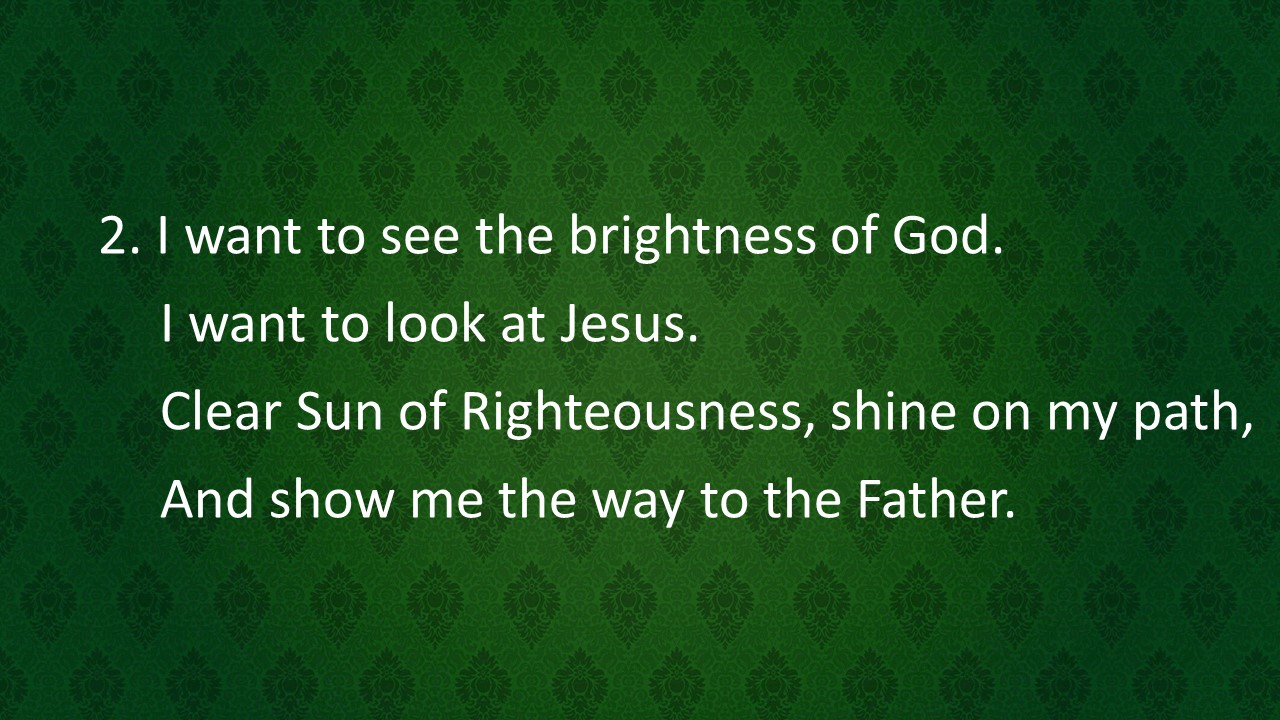 2. I want to see the brightness of God.
I want to look at Jesus.
Clear Sun of Righteousness, shine on my path,
And show me the way to the Father.